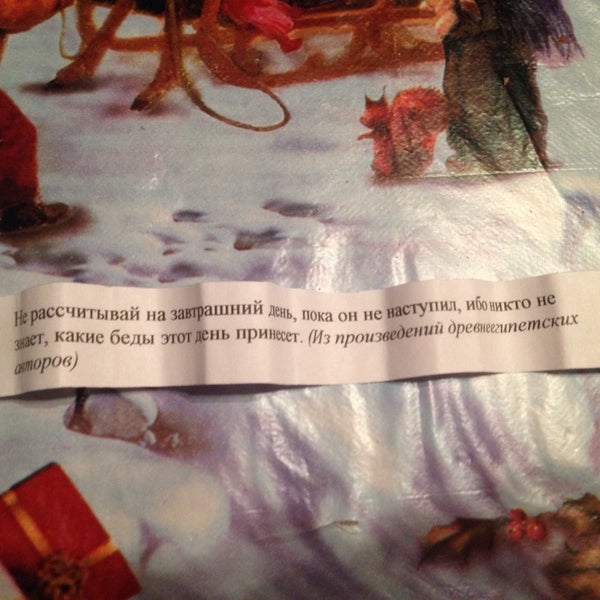 Не рассчитывай на завтрашний день, пока он не наступил, ибо никто не
знает, какие беды этот день принесет. (Из произведений древнеегипетских
авторов)